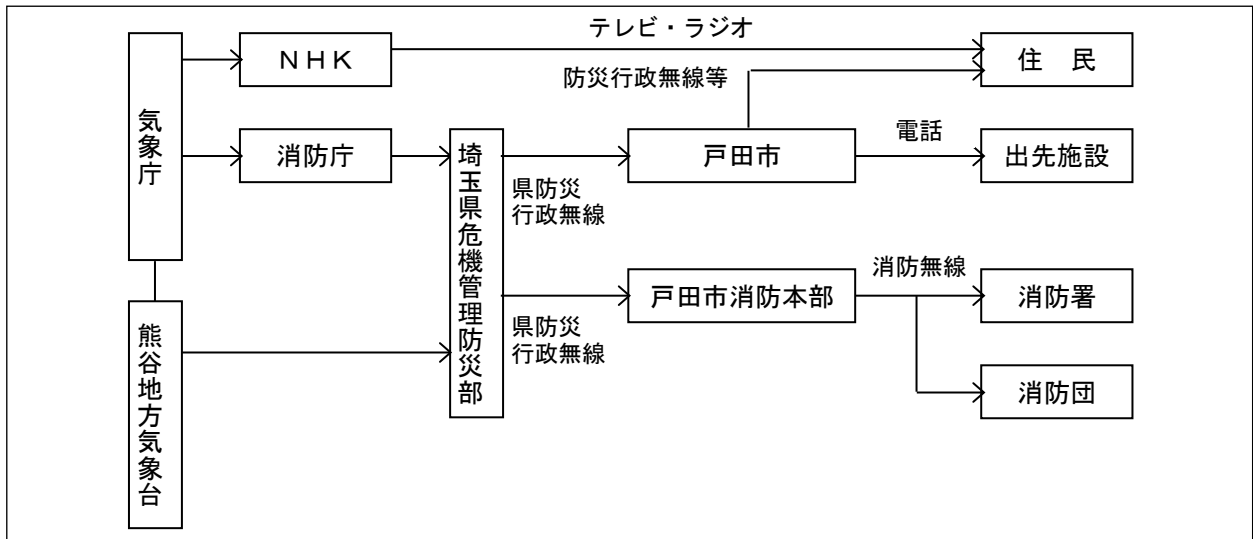 テレビ・ラジオ
ＮＨＫ
住　民
防災行政無線等
気象庁
消防庁
埼玉県危機管理防災部
戸田市
電話
出先施設
県防災
行政無線
消防無線
戸田市消防本部
消防署
県防災
行政無線
熊谷地方気象台
消防団